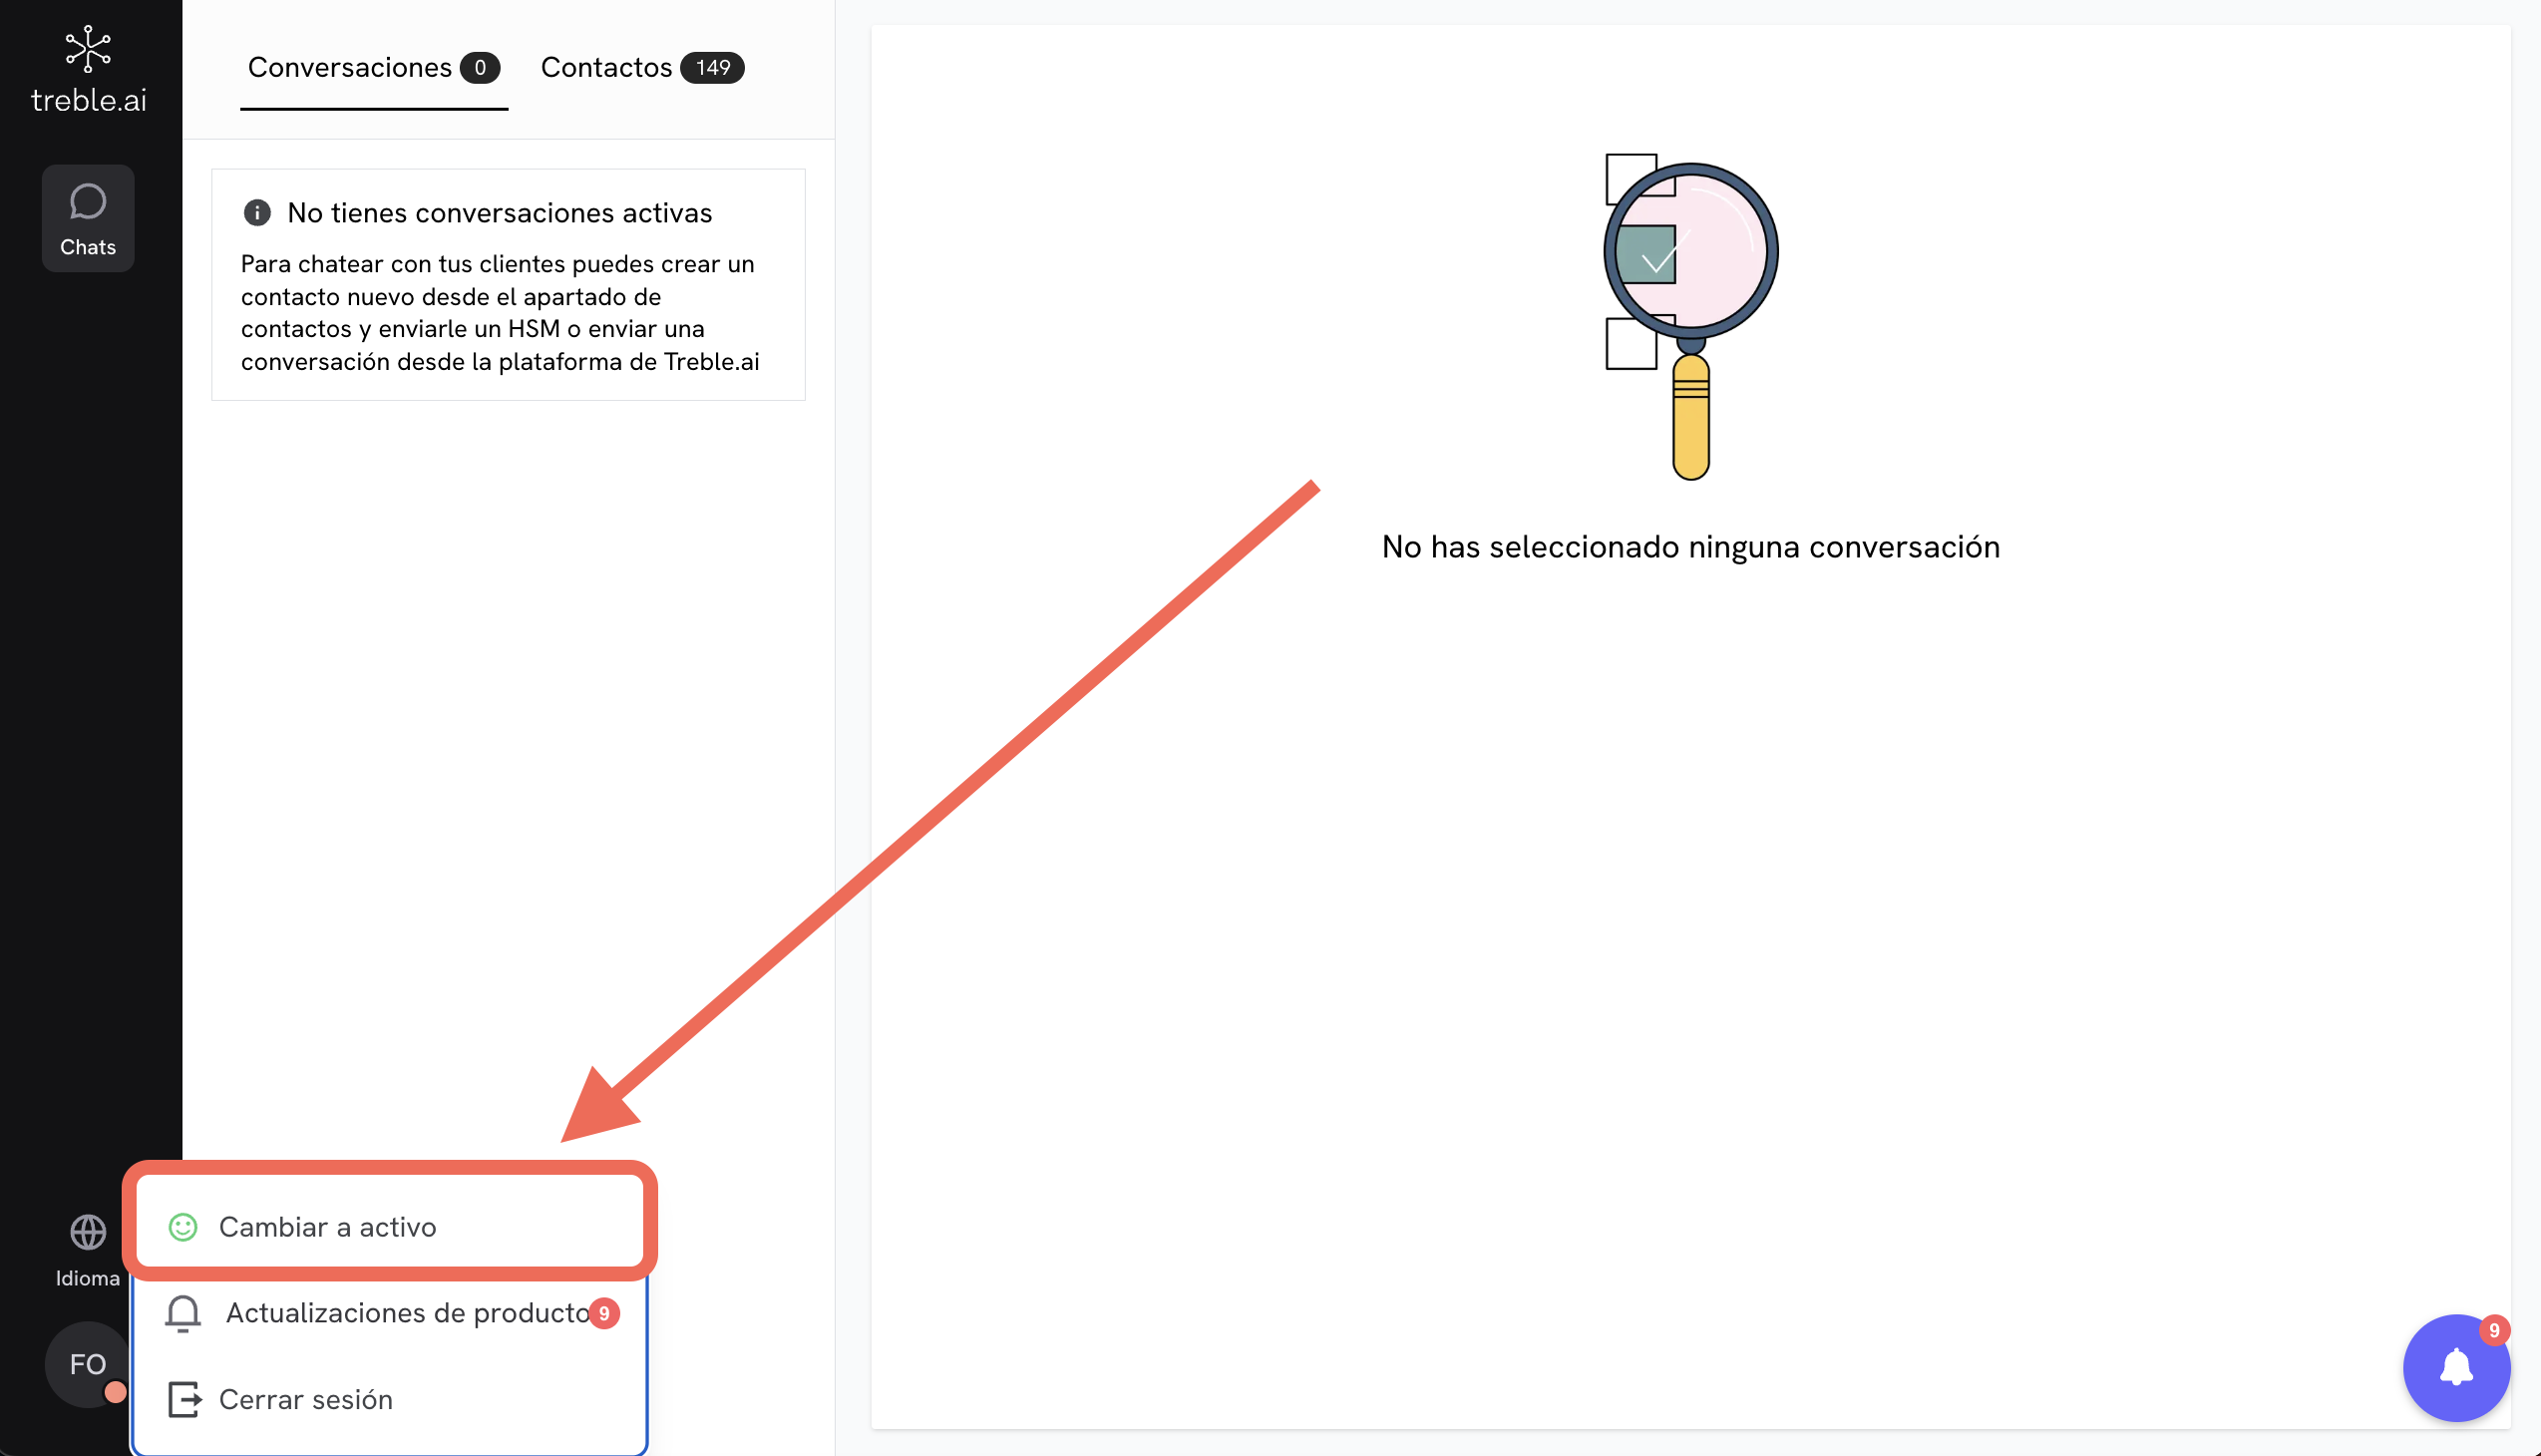 treble.ai
Chats
Conversaciones 0 Contactos 149
No tienes conversaciones activas
Para chatear con tus clientes puedes crear un
contacto nuevo desde el apartado de
contactos y enviarle un HSM o enviar una
conversación desde la plataforma de Treble.ai
No has seleccionado ninguna conversación
Cambiar a activo
Idioma
Actualizaciones de producto 9
FO
Cerrar sesión
9